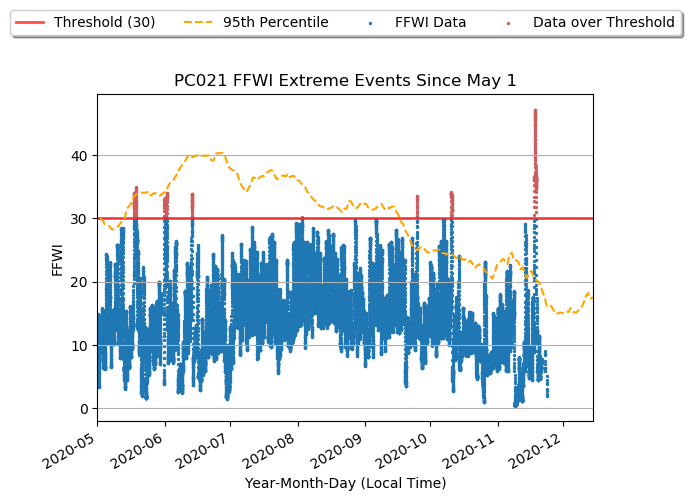 Threshold (30) 95th Percentile FFWI Data Data over Threshold
PC021 FFWI Extreme Events Since May 1
40
30
20
10
0
FFWI
2020-05 2020-06 2020-07 2020-08 2020-09 2020-10 2020-11 2020-12
Year-Month-Day (Local Time)